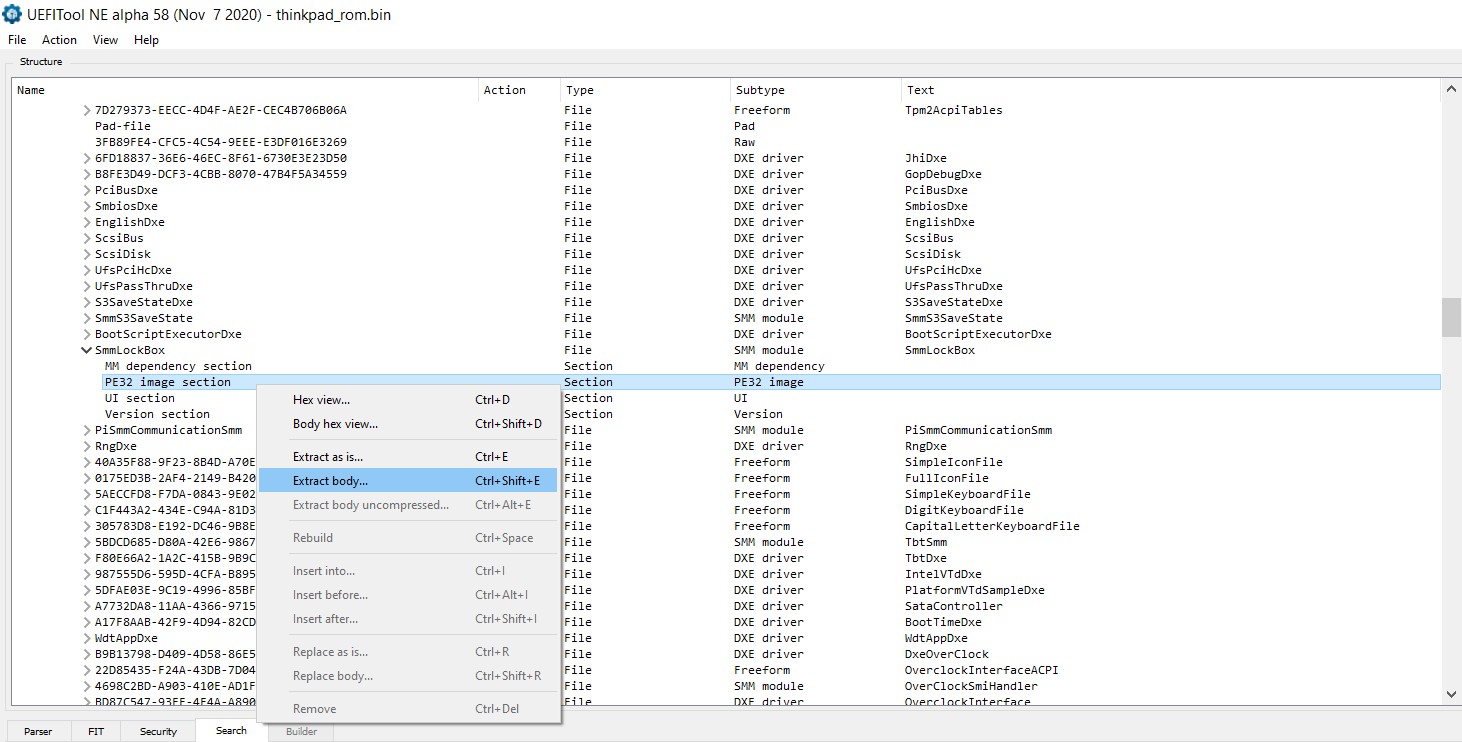 UEFITool NE alpha 58 (Nov 7 2020) - thinkpad_rom.bin
File Action View Help
Structure
Name Action Type Subtype Text
7D279373-EECC-4D4F-AE2F-CEC4B706B06A File Freeform Tpm2AcpiTables
Pad-file File Pad
3FB89FE4-CFC5-4C54-9EEE-E3DF016E3269 File Raw
6FD18837-36E6-46EC-8F61-6730E3E23D50 File DXE driver JhiDxe
B8FE3D49-DCF3-4CBB-8070-47B4F5A34559 File DXE driver GopDebugDxe
PciBusDxe File DXE driver PciBusDxe
SmbiosDxe File DXE driver SmbiosDxe
EnglishDxe File DXE driver EnglishDxe
ScsiBus File DXE driver ScsiBus
ScsiDisk File DXE driver ScsiDisk
UfsPciHcDxe File DXE driver UfsPciHcDxe
UfsPassThruDxe File DXE driver UfsPassThruDxe
S3SaveStateDxe File DXE driver S3SaveStateDxe
SmmS3SaveState File SMM module SmmS3SaveState
BootScriptExecutorDxe File DXE driver BootScriptExecutorDxe
SmmLockBox File SMM module SmmLockBox
MM dependency section Section MM dependency
PE32 image section Section PE32 image
UI section Section UI
Version section Section Version
PiSmmCommunicationSmm File SMM module PiSmmCommunicationSmm
RngDxe File DXE driver RngDxe
40A35F88-9F23-8B4D-A70E File Freeform SimpleIconFile
0175ED3B-2AF4-2149-B420 File Freeform FullIconFile
5AECCFD8-F7DA-0843-9E02 File Freeform SimpleKeyboardFile
C1F443A2-434E-C94A-81D3 File Freeform DigitKeyboardFile
305783D8-E192-DC46-9B8E File Freeform CapitalLetterKeyboardFile
5BDCD685-D80A-42E6-9867 File SMM module TbtSmm
F80E66A2-1A2C-415B-9B9C File DXE driver TbtDxe
987555D6-595D-4CFA-B895 File DXE driver IntelVTdDxe
5DFAE03E-9C19-4996-85BF File DXE driver PlatformVTdSampleDxe
A7732DA8-11AA-4366-9715 File DXE driver SataController
A17F8AAB-42F9-4D94-82CD File DXE driver BootTimeDxe
WdtAppDxe File DXE driver WdtAppDxe
B9B13798-D409-4D58-86E5 File DXE driver DxeOverClock
22D85435-F24A-43DB-7D04 File Freeform OverclockInterfaceACPI
4698C2BD-A903-410E-AD1F File SMM module OverClockSmiHandler
BD87C547-93EE-4E4A-A890 File DXE driver OverclockInterface
Hex view... Ctrl+D
Body hex view... Ctrl+Shift+D
Extract as is... Ctrl+E
Extract body... Ctrl+Shift+E
Extract body uncompressed... Ctrl+Alt+E
Rebuild Ctrl+Space
Insert into... Ctrl+I
Insert before... Ctrl+Alt+I
Insert after... Ctrl+Shift+I
Replace as is... Ctrl+R
Replace body... Ctrl+Shift+R
Remove Ctrl+Del
Parser FIT Security Search Builder